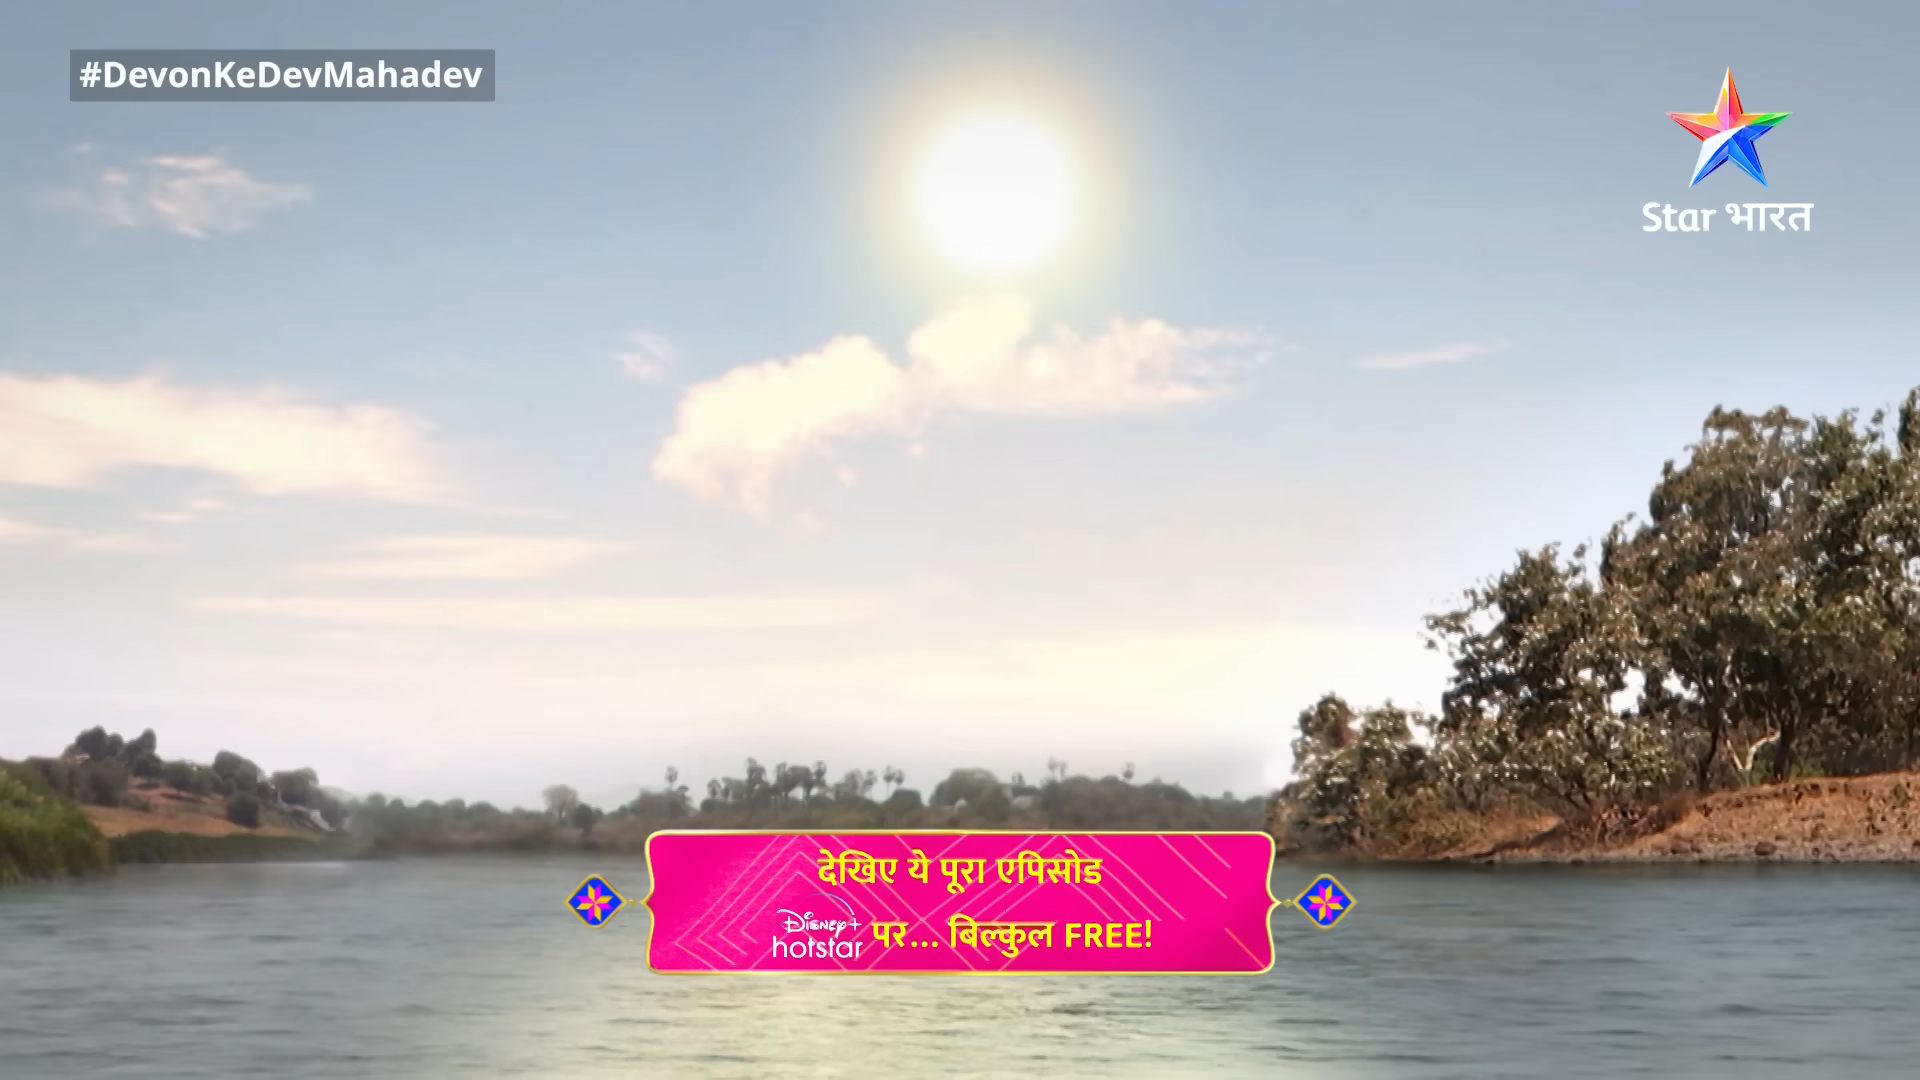 #DevonKeDevMahadev
Star भारत
देखिए ये पूरा एपिसोड
Disney+ hotstar पर... बिल्कुल FREE!